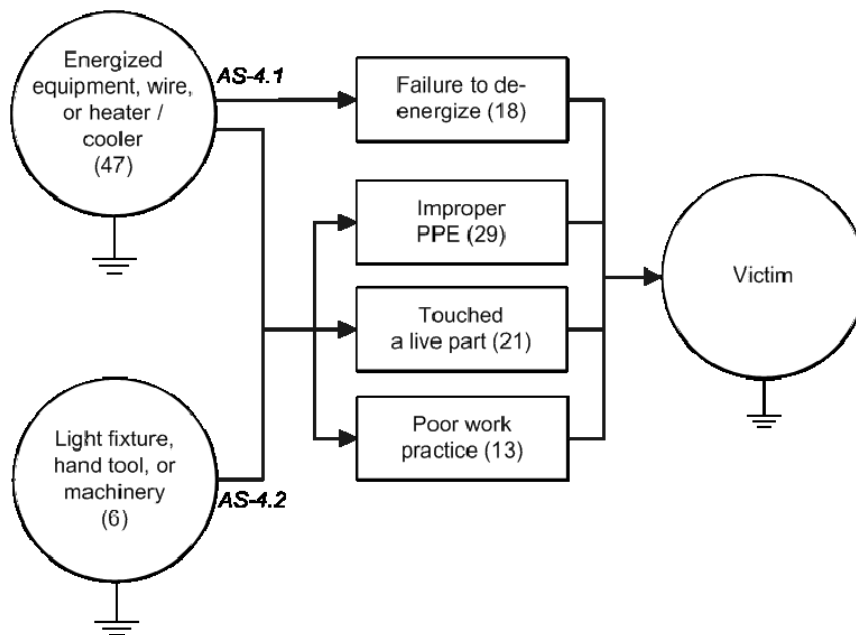 Energized
equipment, wire,
or heater /
cooler
(47)
AS-4.1
Failure to de-
energize (18)
Improper
PPE (29)
Touched
a live part (21)
Poor work
practice (13)
Victim
Light fixture,
hand tool, or
machinery
(6)
AS-4.2